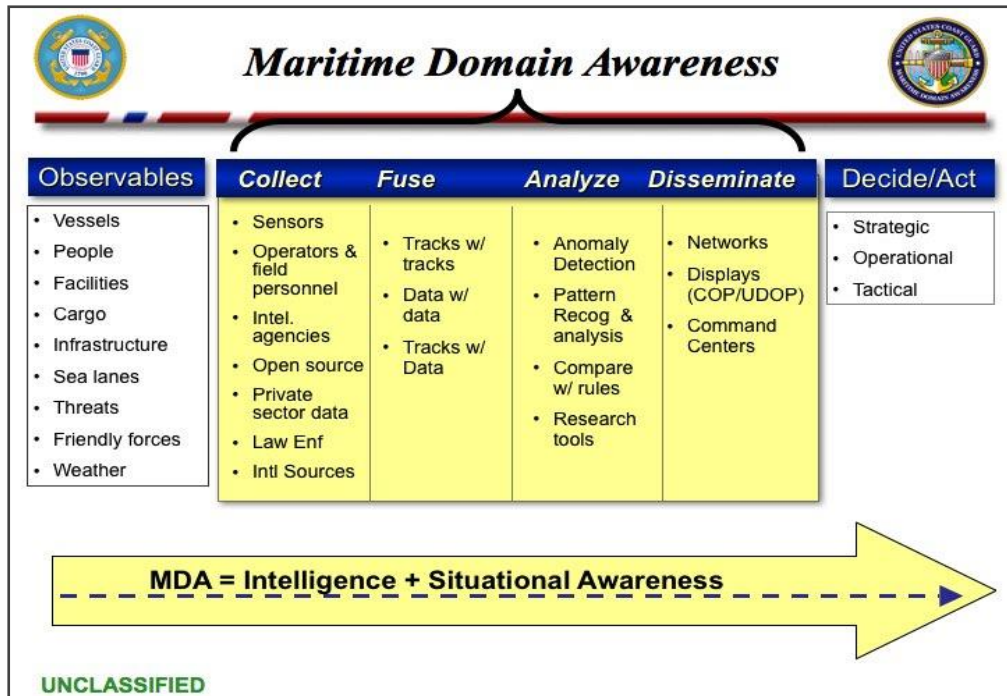 Maritime Domain Awareness
Observables
Vessels
People
Facilities
Cargo
Infrastructure
Sea lanes
Threats
Friendly forces
Weather
Collect
Sensors
Operators &
field
personnel
Intel.
agencies
Open source
Private
sector data
Law Enf
Intl Sources
Fuse
Tracks w/
tracks
Data w/
data
Tracks w/
Data
Analyze
Anomaly
Detection
Pattern
Recog & 
analysis
Compare
w/ rules
Research
tools
Disseminate
Networks
Displays
(COP/UDOP)
Command
Centers
Decide/Act
Strategic
Operational
Tactical
MDA = Intelligence + Situational Awareness
UNCLASSIFIED